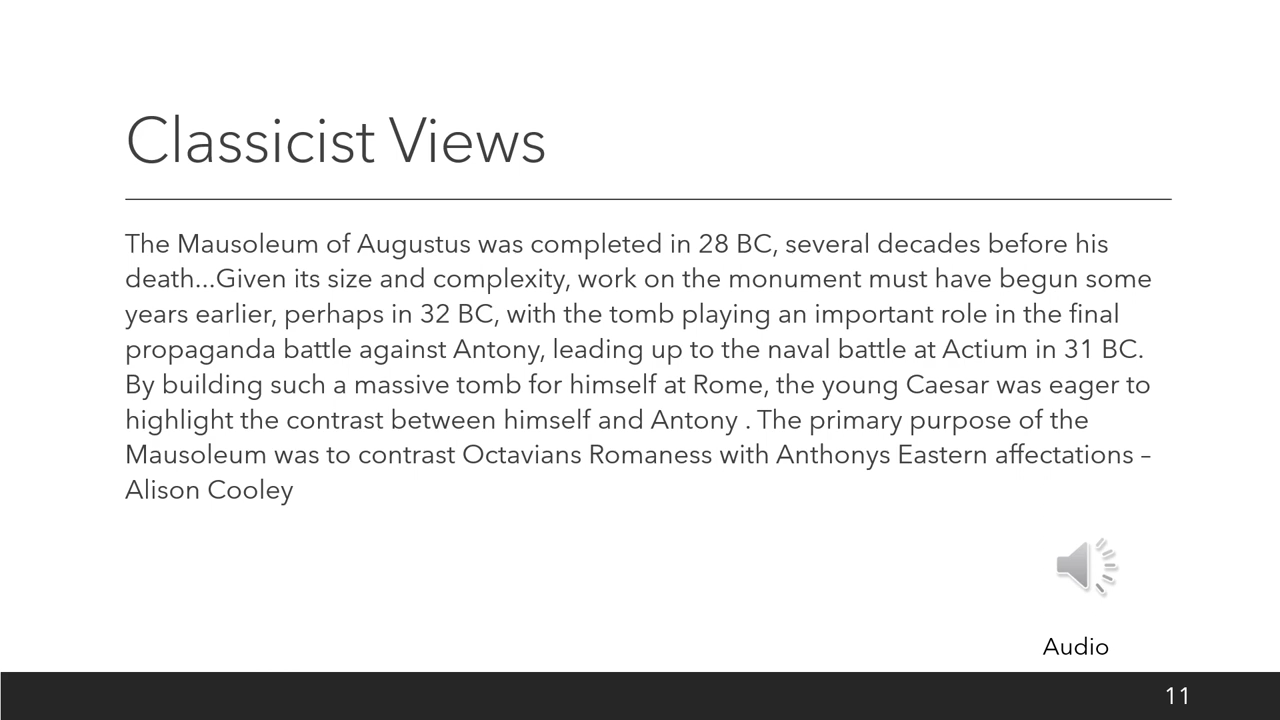 Classicist Views
The Mausoleum of Augustus was completed in 28 BC, several decades before his
death...Given its size and complexity, work on the monument must have begun some
years earlier, perhaps in 32 BC, with the tomb playing an important role in the final
propaganda battle against Antony, leading up to the naval battle at Actium in 31 BC.
By building such a massive tomb for himself at Rome, the young Caesar was eager to
highlight the contrast between himself and Antony . The primary purpose of the
Mausoleum was to contrast Octavians Romaness with Anthonys Eastern affectations –
Alison Cooley
Audio
11